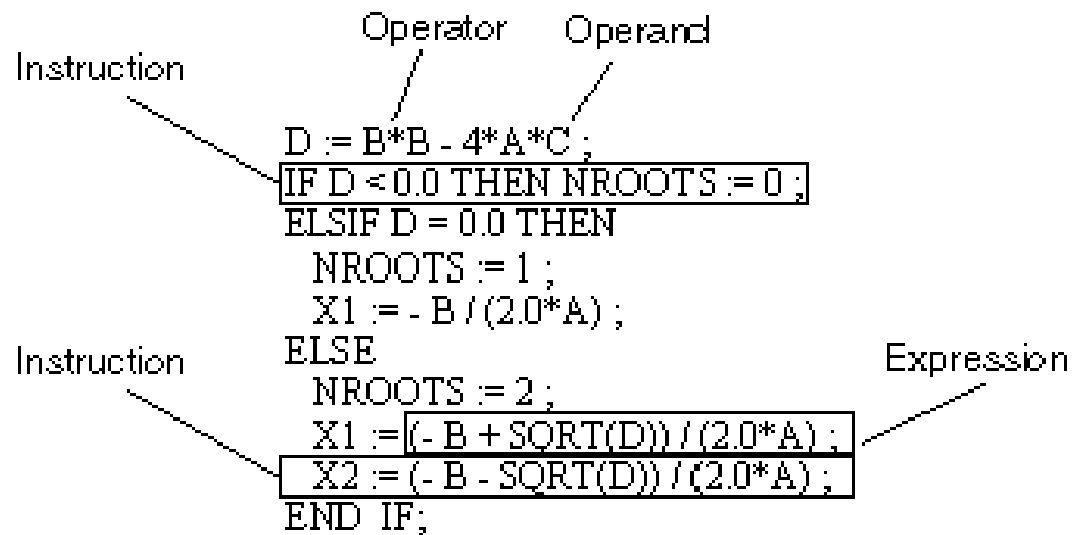 Operator Operand
Instruction
D := B*B - 4*A*C ;
IF D < 0.0 THEN NROOTS := 0 ;
ELSIF D = 0.0 THEN
NROOTS := 1 ;
X1 := - B / (2.0*A) ;
ELSE
Instruction
Expression
NROOTS := 2 ;
X1 := (- B + SQRT(D)) / (2.0*A) ;
X2 := (- B - SQRT(D)) / (2.0*A) ;
END IF;